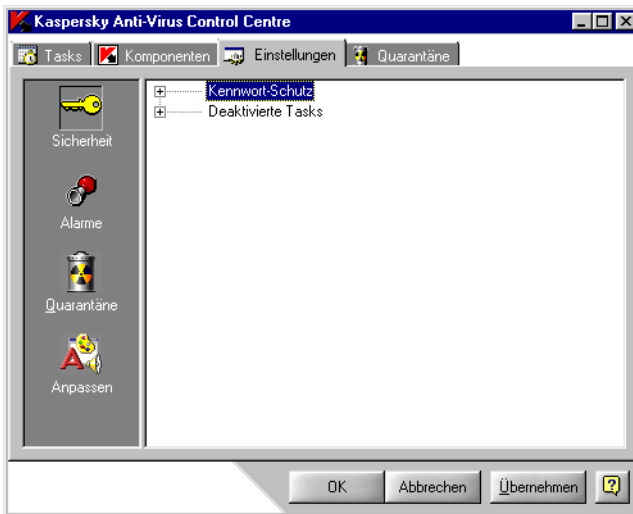 Kaspersky Anti-Virus Control Centre
Tasks Komponenten Einstellungen Quarantäne
Sicherheit
Alarme
Quarantäne
Anpassen
Kennwort-Schutz
Deaktivierte Tasks
OK Abbrechen Übernehmen